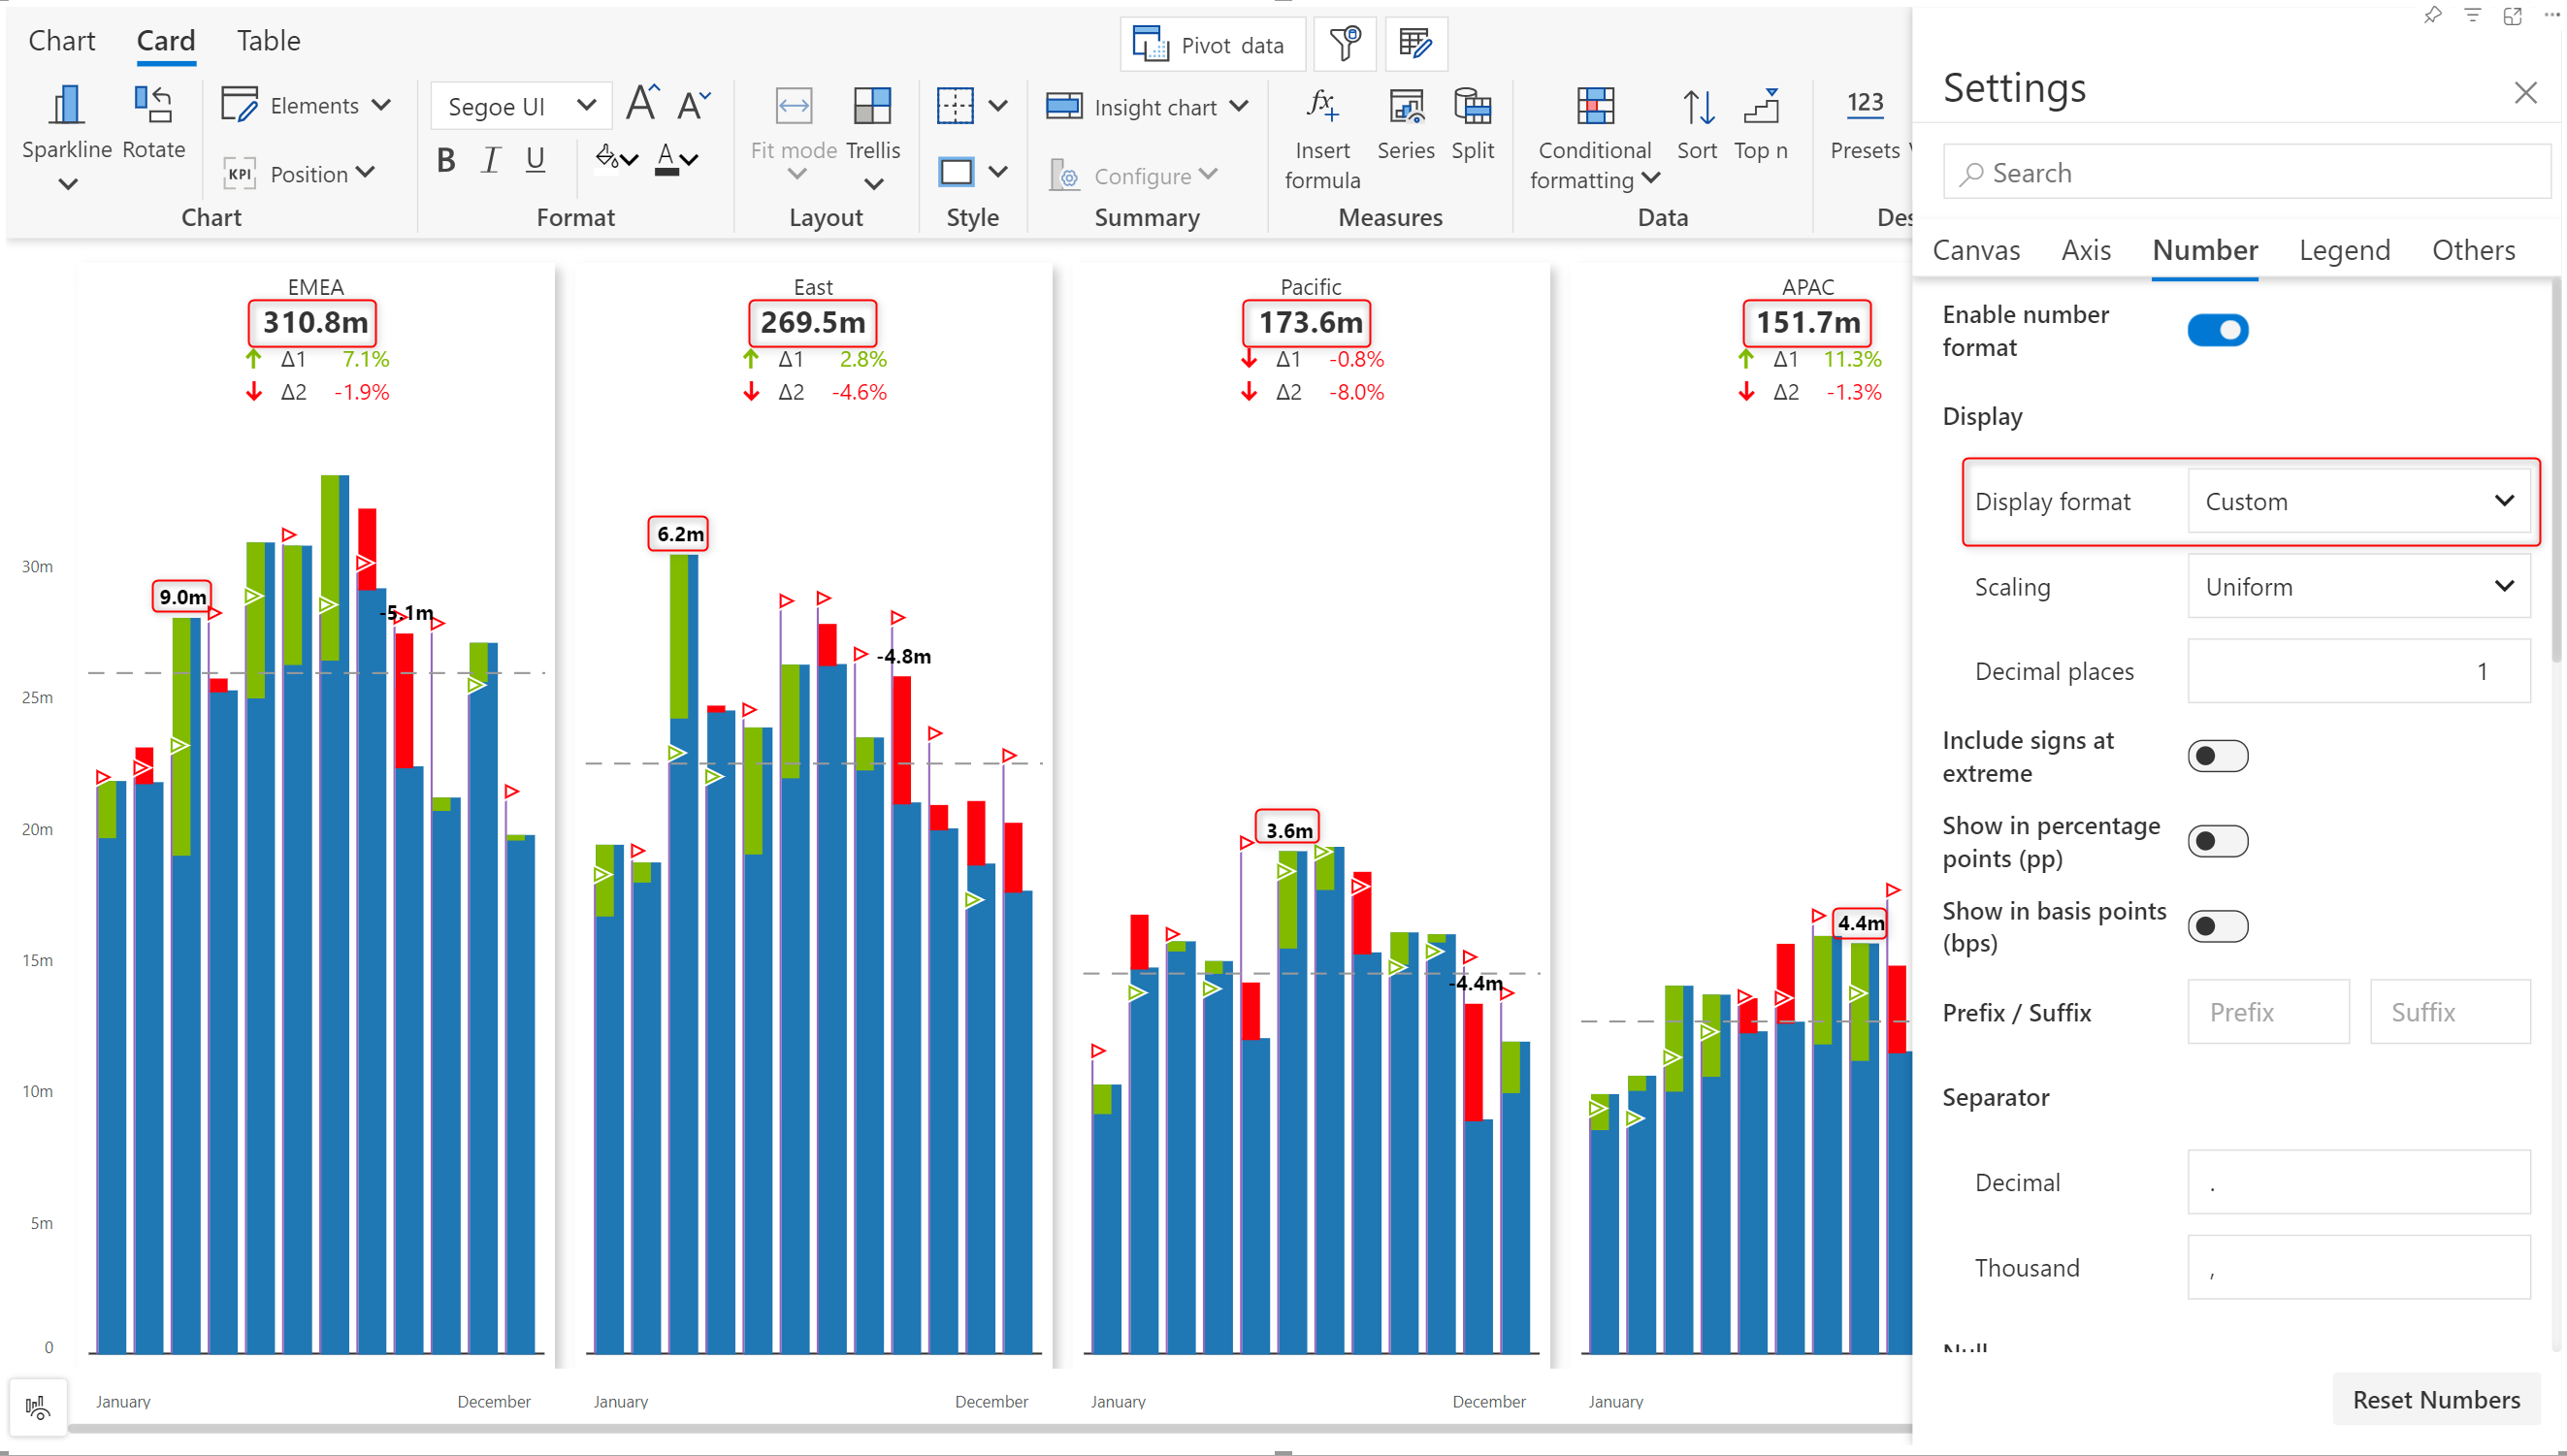 Chart
Card
Table
Pivot data
Sparkline
Rotate
Elements
Position
KPI
Chart
Segoe UI
A
A
B
I
U
A
Format
Fit mode
Trellis
Layout
Style
Insight chart
Configure
Summary
fx
Insert
formula
Series
Split
Measures
Conditional
formatting
Sort
Top n
Data
123
Presets
Des
EMEA
310.8m
Δ1 7.1%
Δ2 -1.9%
East
269.5m
Δ1 2.8%
Δ2 -4.6%
Pacific
173.6m
Δ1 -0.8%
Δ2 -8.0%
APAC
151.7m
Δ1 11.3%
Δ2 -1.3%
30m
25m
20m
15m
10m
5m
0
9.0m
-5.1m
6.2m
-4.8m
3.6m
-4.4m
4.4m
January
December
January
December
January
December
January
Settings
Search
Canvas
Axis
Number
Legend
Others
Enable number
format
Display
Display format
Custom
Scaling
Uniform
Decimal places
1
Include signs at
extreme
Show in percentage
points (pp)
Show in basis points
(bps)
Prefix / Suffix
Prefix
Suffix
Separator
Decimal
.
Thousand
,
Null
Reset Numbers